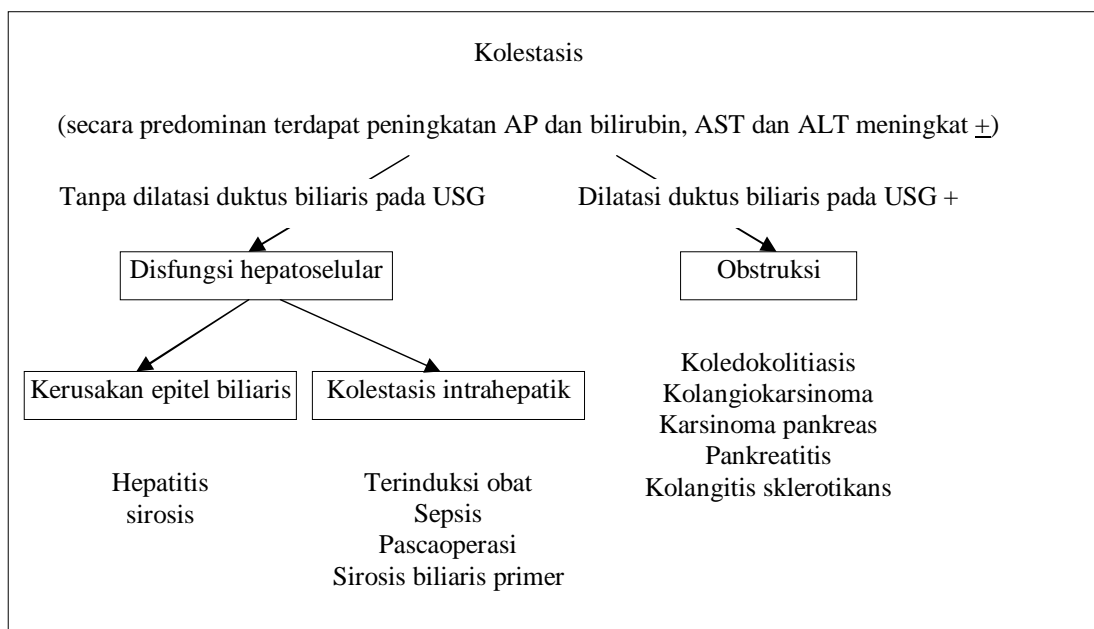 Kolestasis
(secara predominan terdapat peningkatan AP dan bilirubin, AST dan ALT meningkat +)
Tanpa dilatasi duktus biliaris pada USG
Dilatasi duktus biliaris pada USG +
Disfungsi hepatoselular
Obstruksi
Kerusakan epitel biliaris
Kolestasis intrahepatik
Koledokolitiasis
Kolangiokarsinoma
Karsinoma pankreas
Pankreatitis
Kolangitis sklerotikans
Hepatitis
sirosis
Terinduksi obat
Sepsis
Pascaoperasi
Sirosis biliaris primer